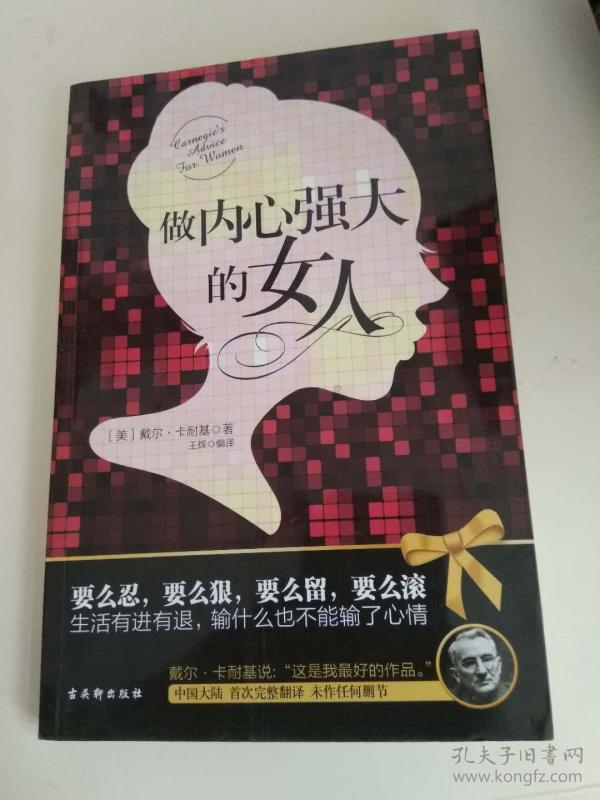 Carnegie's
Advice
For Women
做内心强大
的女人
[美]戴尔·卡耐基◎著
王辉◎编译
要么忍，要么狠，要么留，要么滚
生活有进有退，输什么也不能输了心情
戴尔·卡耐基说：“这是我最好的作品。”
中国大陆 首次完整翻译 未作任何删节
古吴轩出版社
孔夫子旧书网
www.kongfz.com